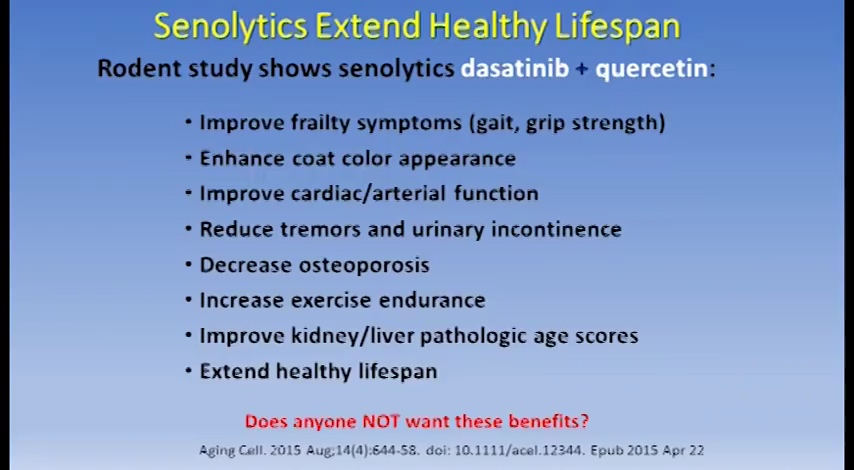 Senolytics Extend Healthy Lifespan
Rodent study shows senolytics dasatinib + quercetin:
• Improve frailty symptoms (gait, grip strength)
• Enhance coat color appearance
• Improve cardiac/arterial function
• Reduce tremors and urinary incontinence
• Decrease osteoporosis
• Increase exercise endurance
• Improve kidney/liver pathologic age scores
• Extend healthy lifespan
Does anyone NOT want these benefits?
Aging Cell. 2015 Aug;14(4):644-58. doi: 10.1111/acel.12344. Epub 2015 Apr 22